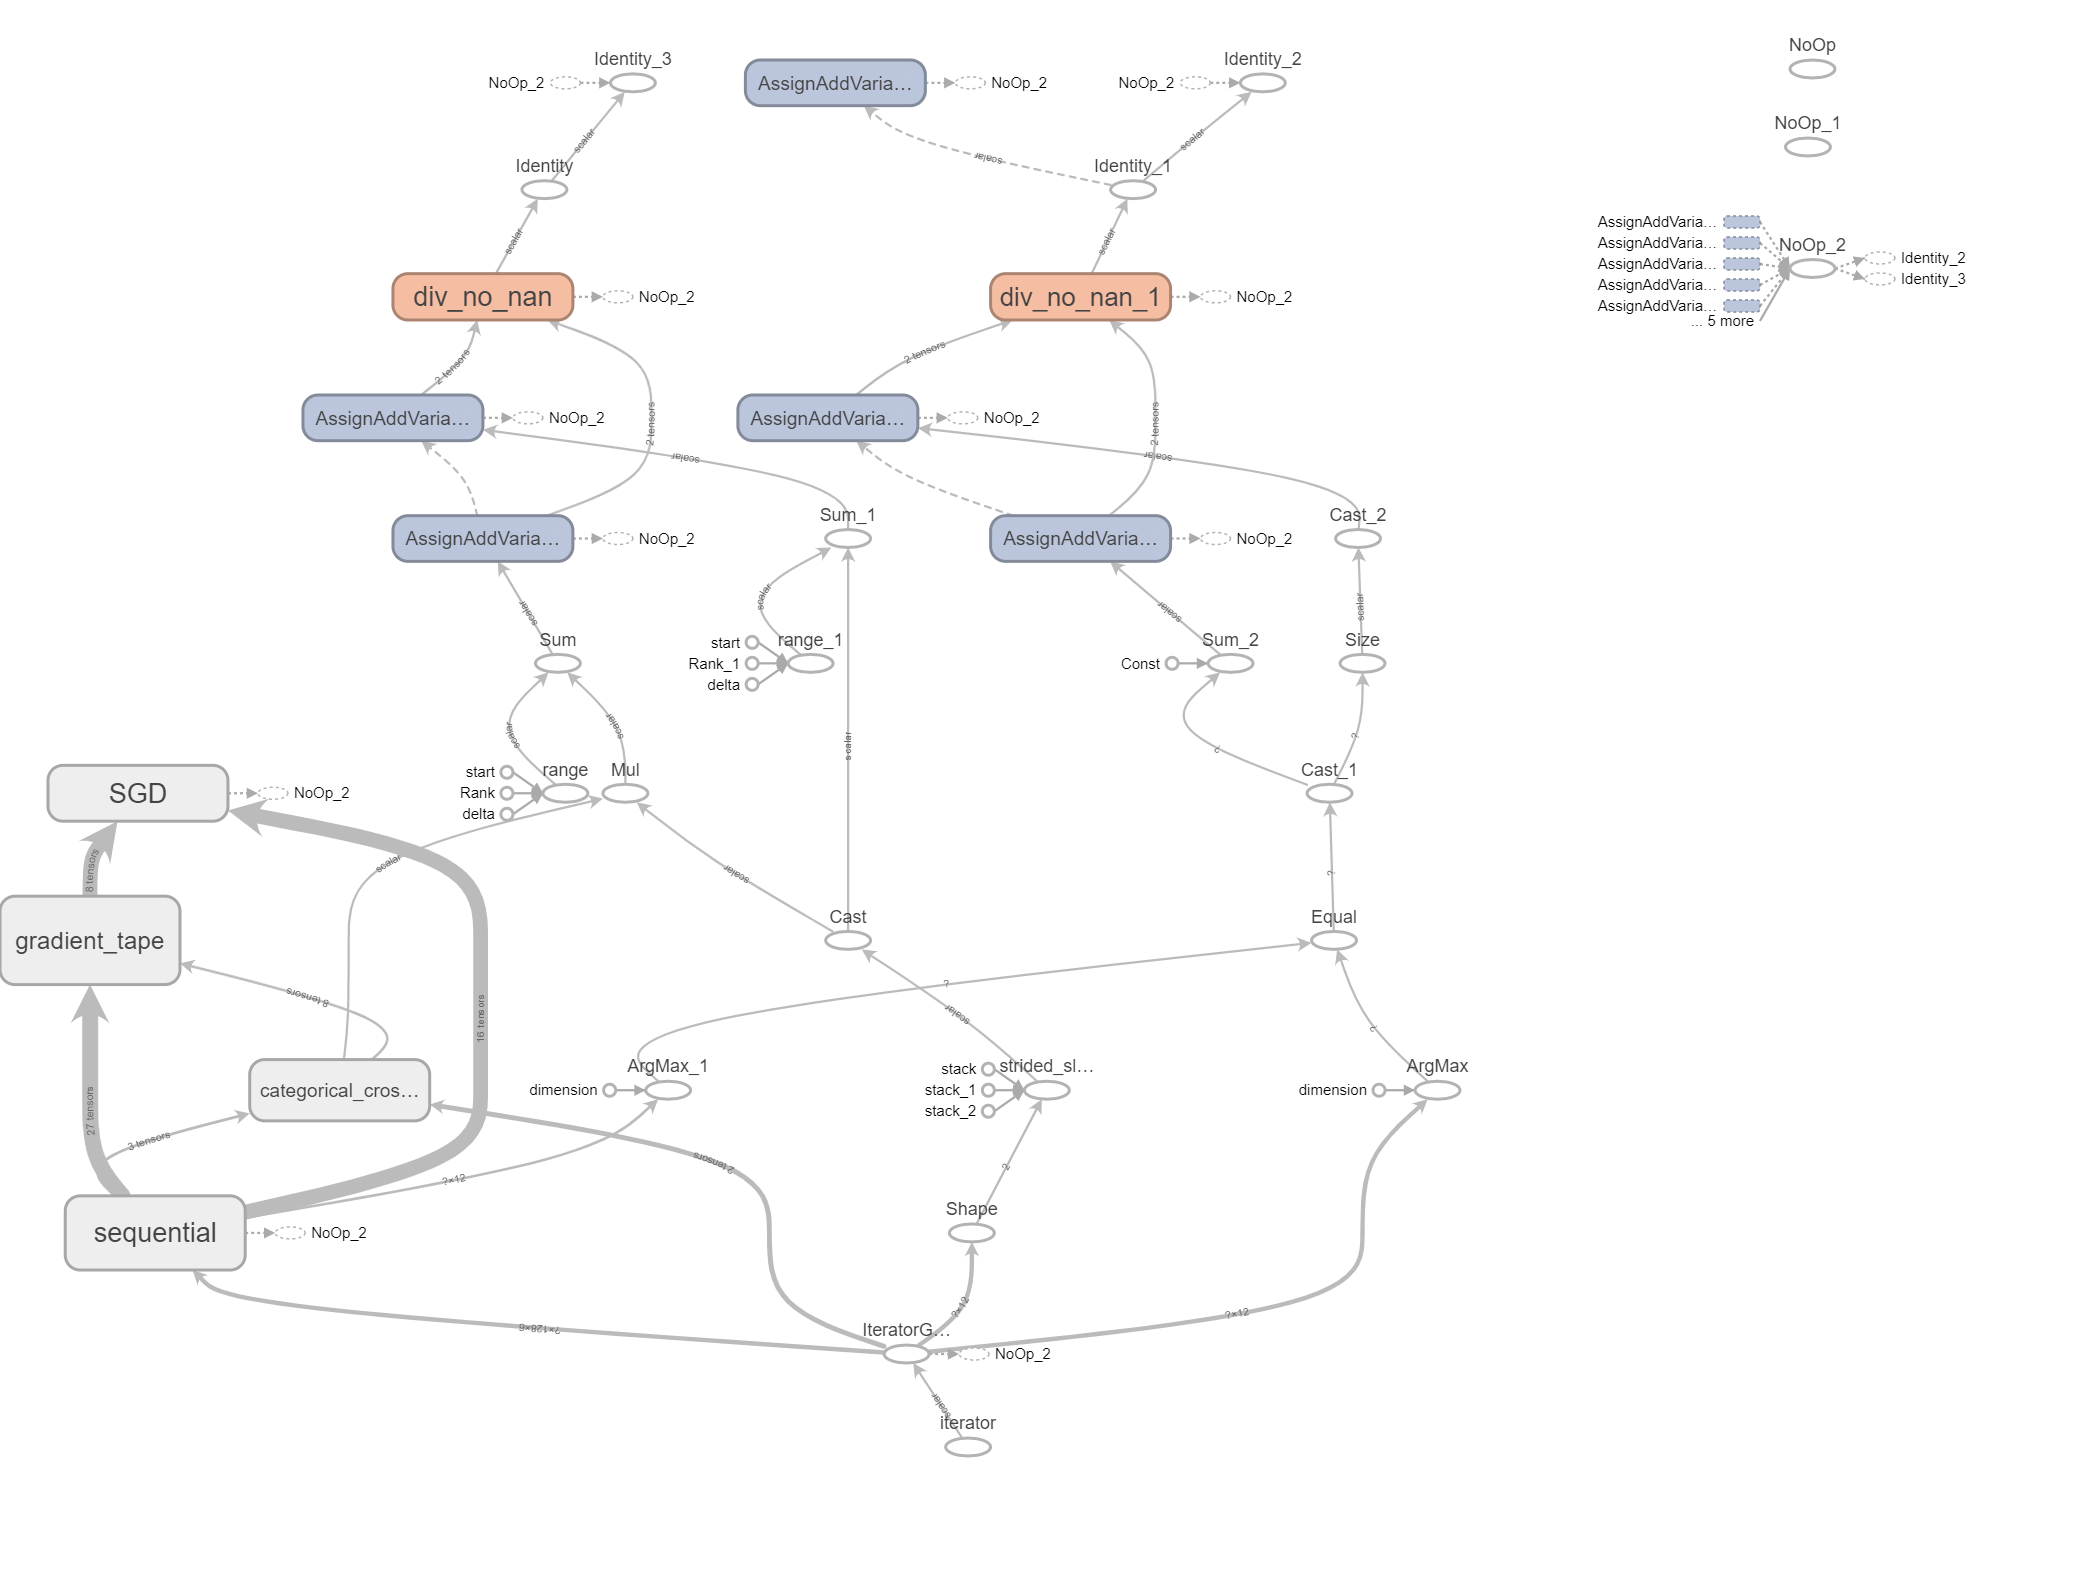 Identity_3
NoOp_2
AssignAddVaria...
NoOp_2
Identity_2
NoOp_2
NoOp
NoOp_1
scalar
scalar
scalar
Identity
Identity_1
AssignAddVaria...
AssignAddVaria...
AssignAddVaria...
AssignAddVaria...
AssignAddVaria...
... 5 more
NoOp_2
Identity_2
Identity_3
scalar
scalar
div_no_nan
NoOp_2
div_no_nan_1
NoOp_2
2 tensors
2 tensors
2 tensors
2 tensors
AssignAddVaria...
NoOp_2
AssignAddVaria...
NoOp_2
scalar
scalar
AssignAddVaria...
NoOp_2
Sum_1
AssignAddVaria...
NoOp_2
Cast_2
scalar
scalar
scalar
scalar
Sum
start
Rank_1
delta
range_1
Const
Sum_2
Size
scalar
scalar
scalar
?
?
SGD
NoOp_2
start
Rank
delta
range
Mul
Cast_1
8 tensors
scalar
scalar
?
gradient_tape
Cast
Equal
8 tensors
16 tensors
?
scalar
?
categorical_cros...
dimension
ArgMax_1
stack
stack_1
stack_2
strided_sl...
dimension
ArgMax
27 tensors
3 tensors
?×12
2 tensors
2
sequential
NoOp_2
Shape
?×128×6
?×12
?×12
IteratorG...
NoOp_2
scalar
iterator